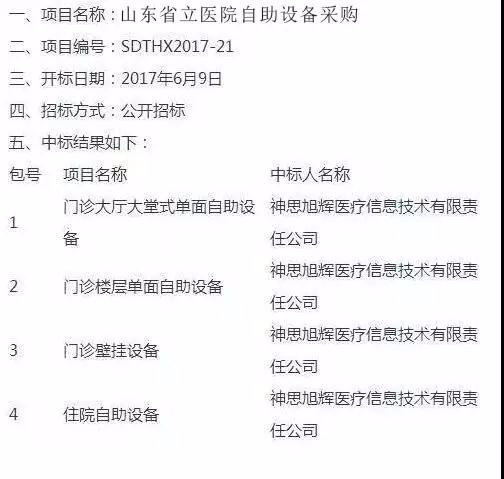 一、项目名称：山东省立医院自助设备采购
二、项目编号：SDTHX2017-21
三、开标日期：2017年6月9日
四、招标方式：公开招标
五、中标结果如下：
包号 项目名称 中标人名称
1 门诊大厅大堂式单面自助设备 神思旭辉医疗信息技术有限责任公司
2 门诊楼层单面自助设备 神思旭辉医疗信息技术有限责任公司
3 门诊壁挂设备 神思旭辉医疗信息技术有限责任公司
4 住院自助设备 神思旭辉医疗信息技术有限责任公司